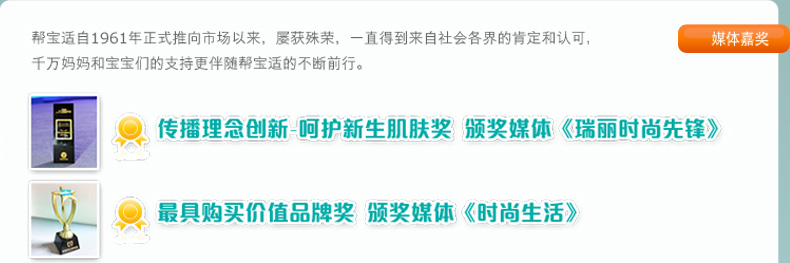 帮宝适自1961年正式推向市场以来，屡获殊荣，一直得到来自社会各界的肯定和认可，
媒体嘉奖
千万妈妈和宝宝们的支持更伴随帮宝适的不断前行。
传播理念创新-呵护新生肌肤奖 颁奖媒体《瑞丽时尚先锋》
最具购买价值品牌奖 颁奖媒体《时尚生活》